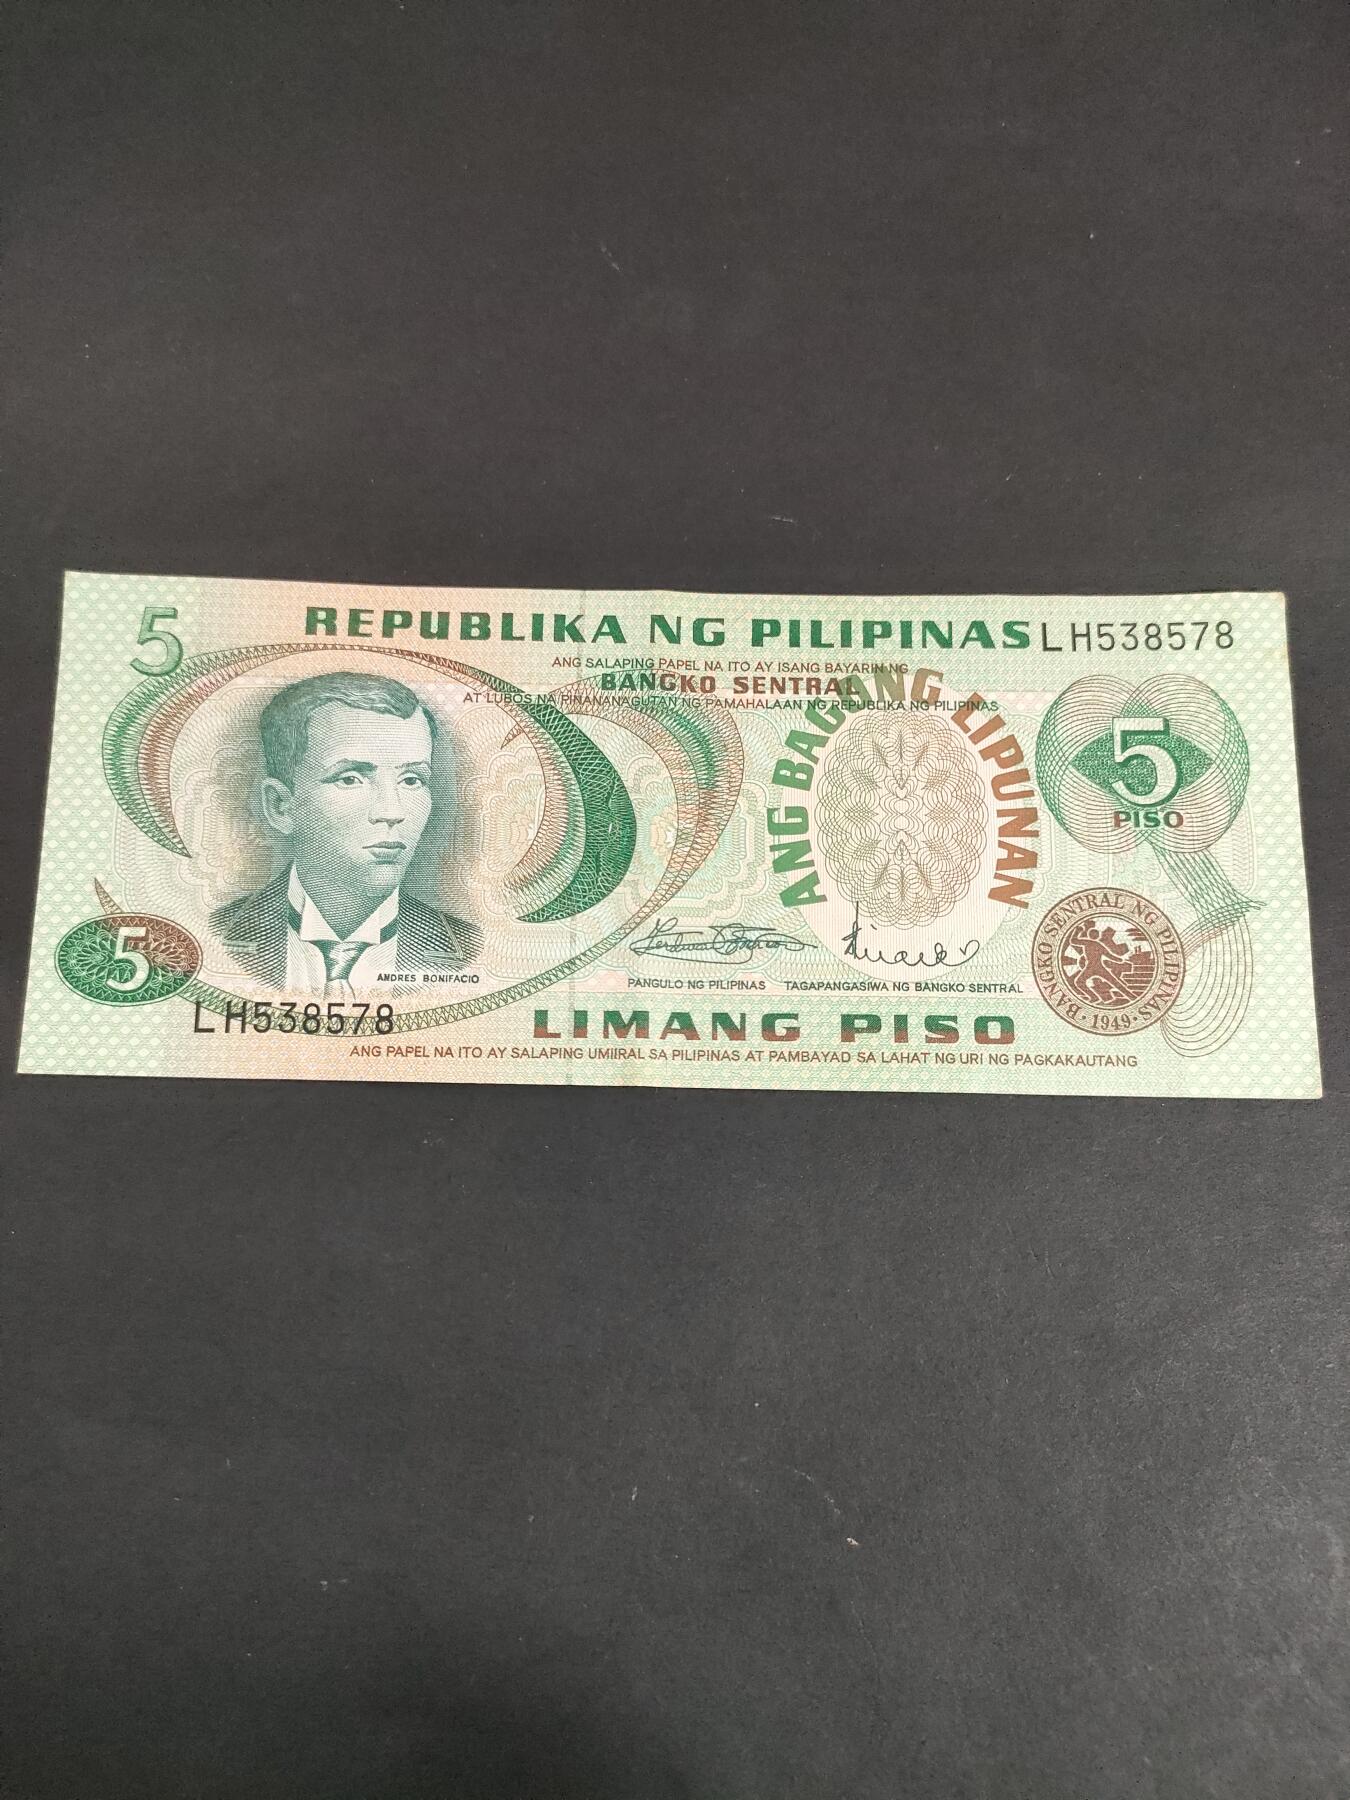 5
REPUBLIKA NG PILIPINAS LH538578
ANG SALAPING PAPEL NA ITO AY ISANG BAYARIN NG
BANGKO SENTRAL
AT LUBOS NA PINANANAGUTAN NG PAMAHALAAN NG REPUBLIKA NG PILIPINAS
ANG BAGONG LIPUNAN
5
PISO
BANGKO SENTRAL NG PILIPINAS
·1949·
5
ANDRES BONIFACIO
PANGULO NG PILIPINAS TAGAPANGASIWA NG BANGKO SENTRAL
LH538578
LIMANG PISO
ANG PAPEL NA ITO AY SALAPING UMIIRAL SA PILIPINAS AT PAMBAYAD SA LAHAT NG URI NG PAGKAKAUTANG